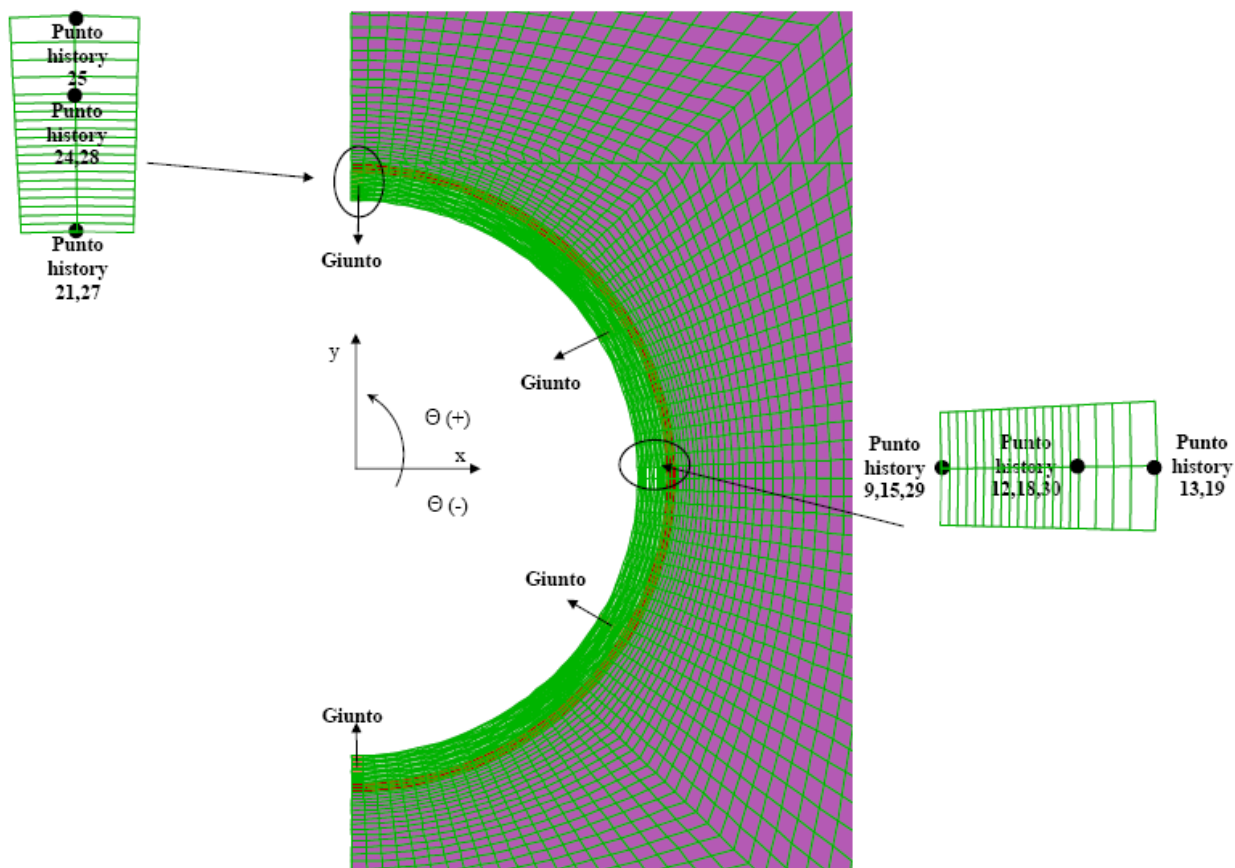 Punto
history
25
Punto
history
24,28
Punto
history
21,27
Giunto
y
Θ (+)
x
Θ (-)
Giunto
Punto
history
9,15,29
Punto
history
12,18,30
Punto
history
13,19
Giunto
Giunto